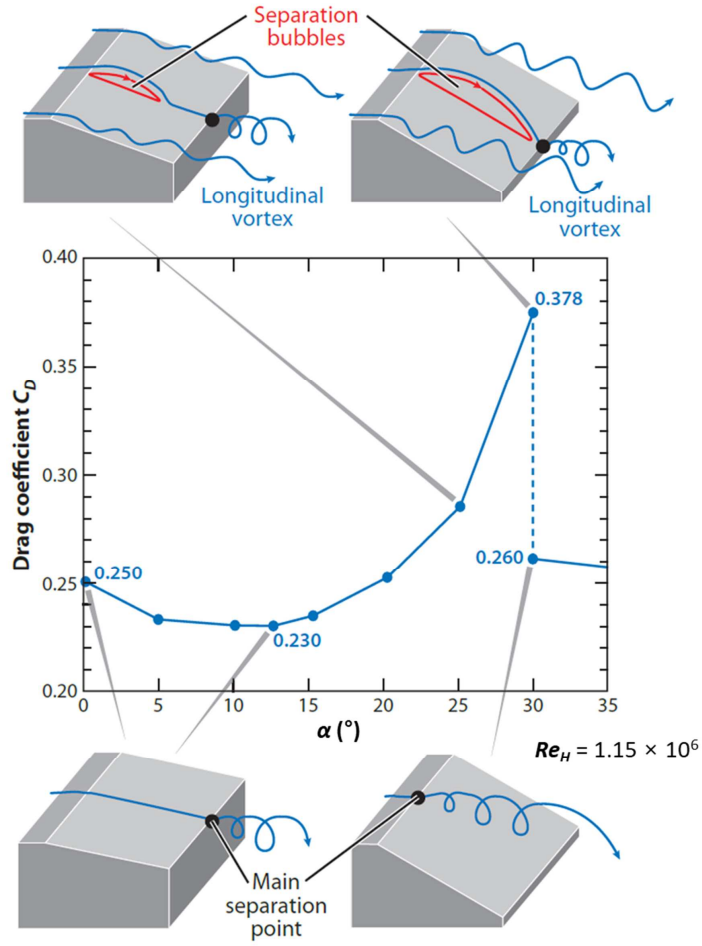 Separation
bubbles
Longitudinal
vortex
Longitudinal
vortex
Drag coefficient C_D
0.40
0.35
0.30
0.25
0.20
0.378
0.250
0.260
0.230
0 5 10 15 20 25 30 35
α (°)
Re_H = 1.15 × 10⁶
Main
separation
point